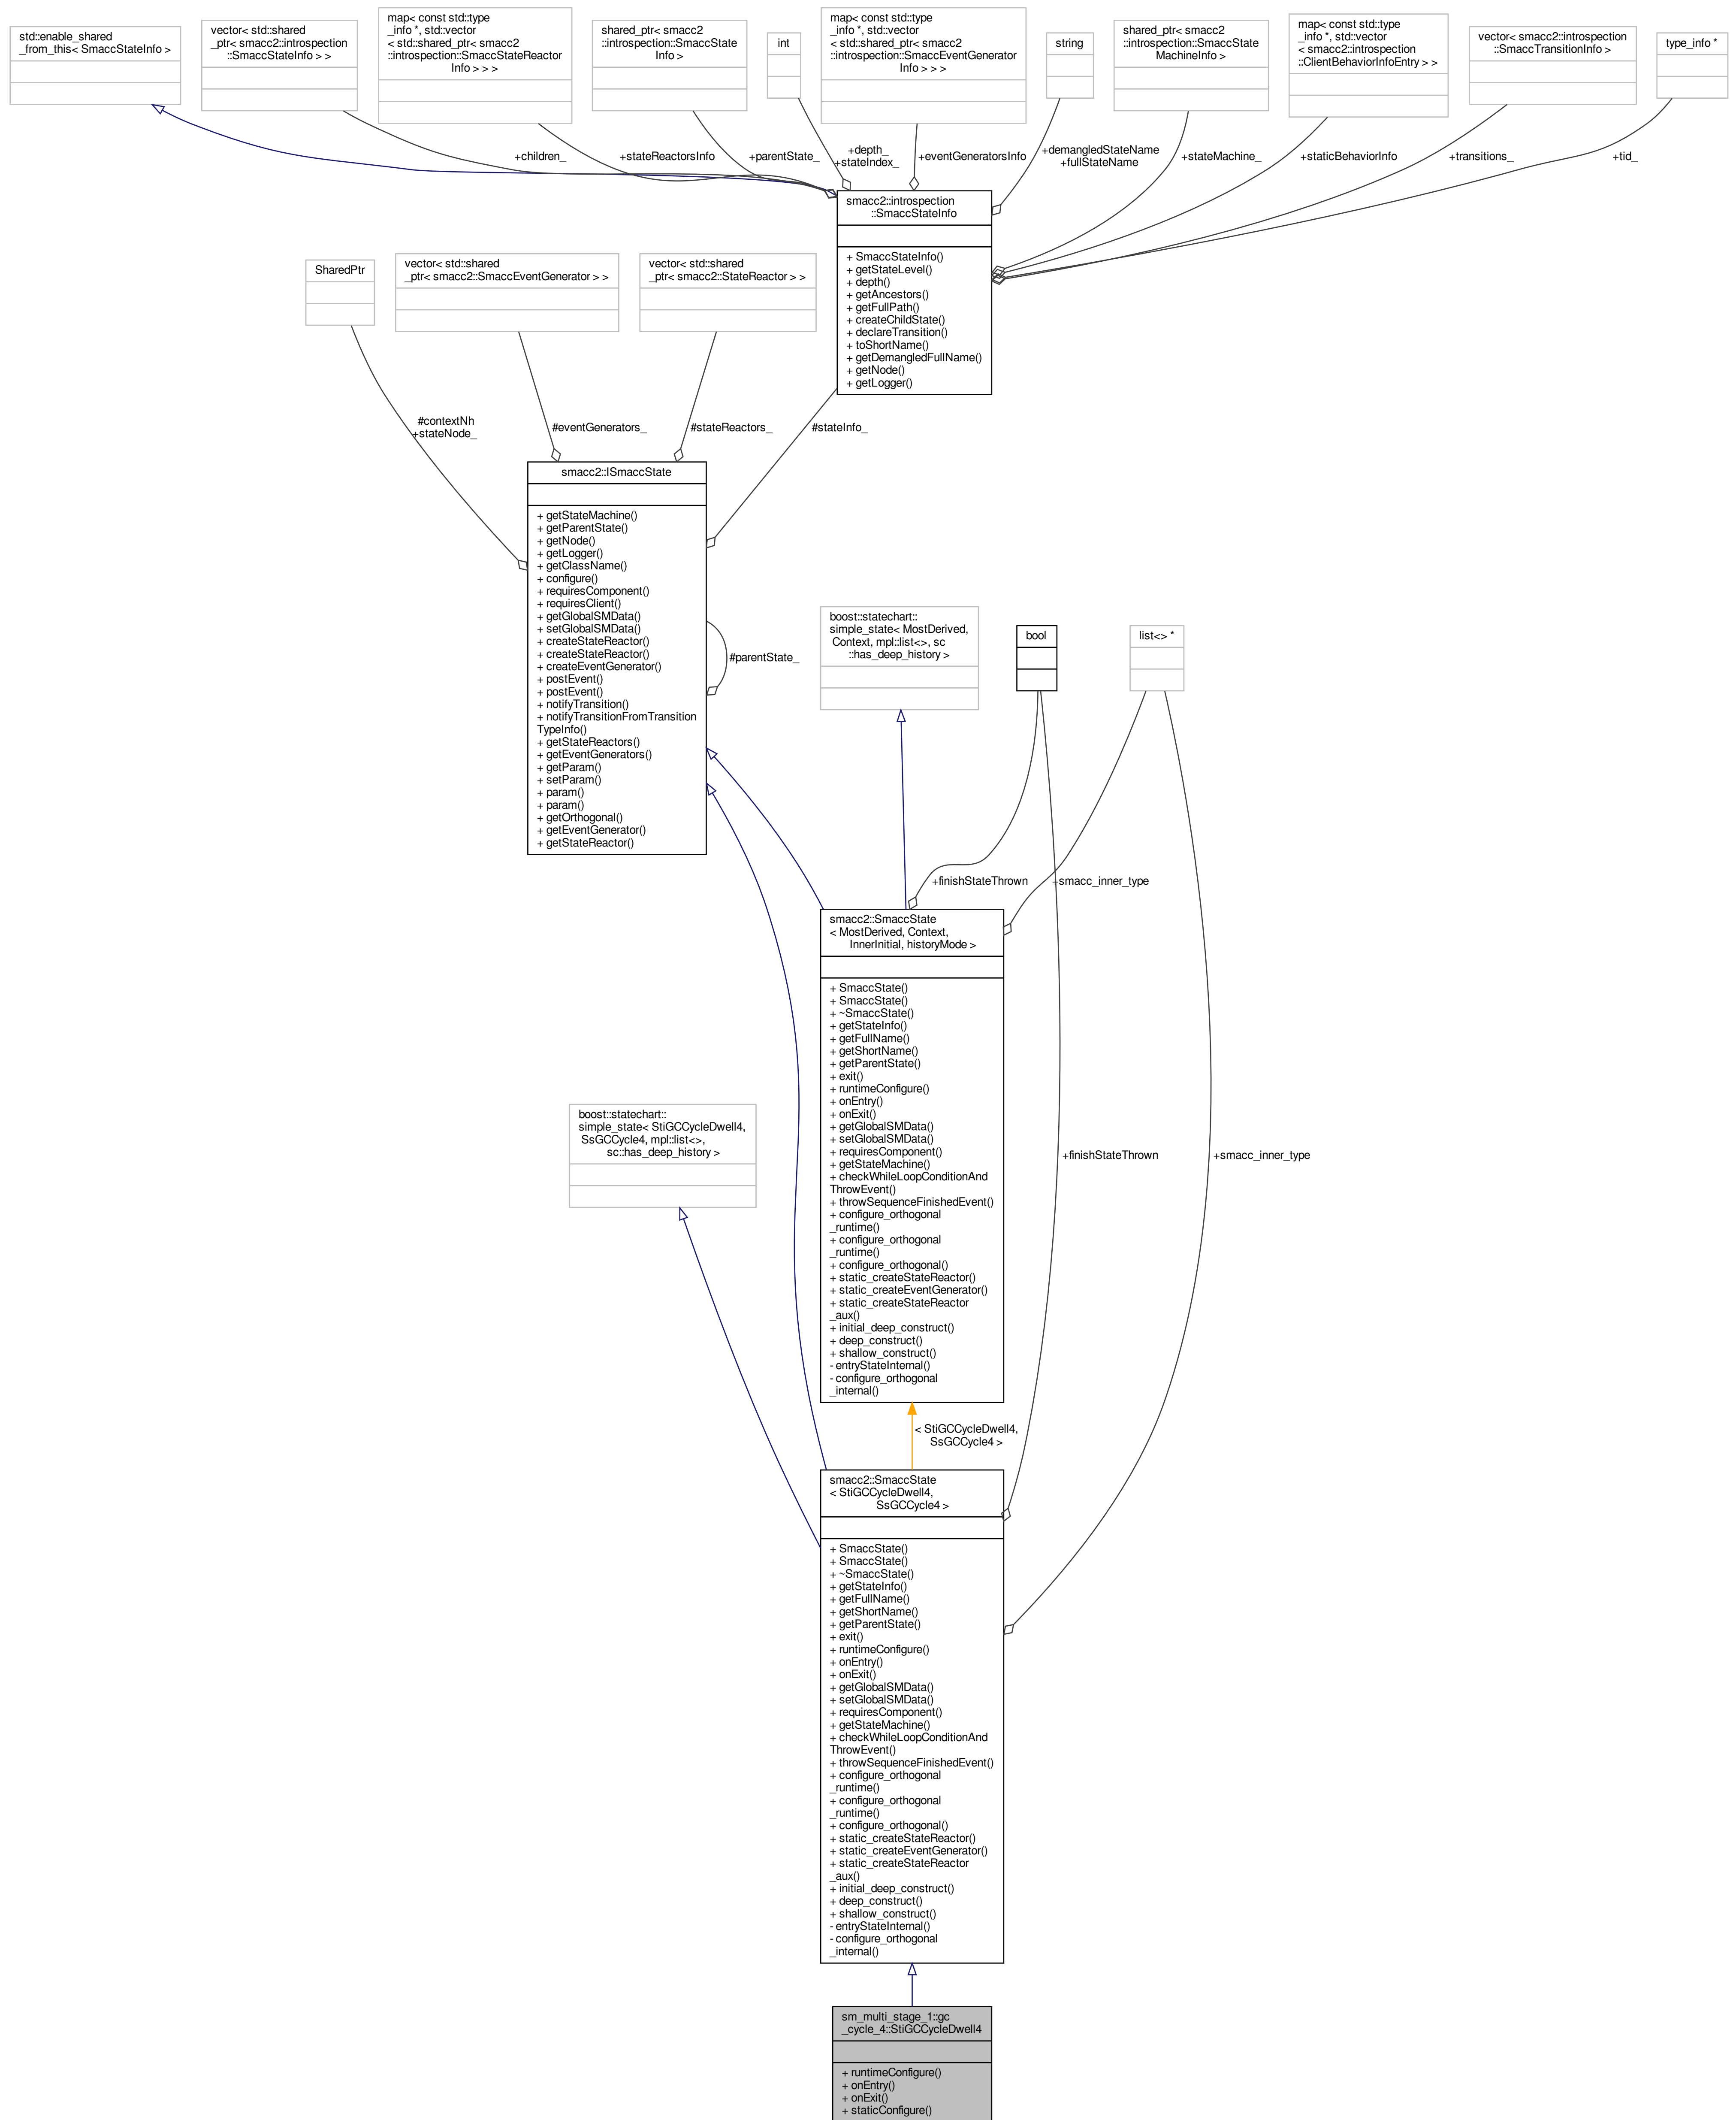 std::enable_shared
_from_this< SmaccStateInfo >
vector< std::shared
_ptr< smacc2::introspection
::SmaccStateInfo > >
map< const std::type
_info *, std::vector
< std::shared_ptr< smacc2
::introspection::SmaccStateReactor
Info > > >
shared_ptr< smacc2
::introspection::SmaccState
Info >
int
map< const std::type
_info *, std::vector
< std::shared_ptr< smacc2
::introspection::SmaccEventGenerator
Info > > >
string
shared_ptr< smacc2
::introspection::SmaccState
MachineInfo >
map< const std::type
_info *, std::vector
< smacc2::introspection
::ClientBehaviorInfoEntry > >
vector< smacc2::introspection
::SmaccTransitionInfo >
type_info *
+children_
+stateReactorsInfo
+parentState_
+depth_
+stateIndex_
+eventGeneratorsInfo
+demangledStateName
+fullStateName
+stateMachine_
+staticBehaviorInfo
+transitions_
+tid_
smacc2::introspection
::SmaccStateInfo
+ SmaccStateInfo()
+ getStateLevel()
+ depth()
+ getAncestors()
+ getFullPath()
+ createChildState()
+ declareTransition()
+ toShortName()
+ getDemangledFullName()
+ getNode()
+ getLogger()
SharedPtr
vector< std::shared
_ptr< smacc2::SmaccEventGenerator > >
vector< std::shared
_ptr< smacc2::StateReactor > >
#contextNh
+stateNode_
#eventGenerators_
#stateReactors_
#stateInfo_
smacc2::ISmaccState
+ getStateMachine()
+ getParentState()
+ getNode()
+ getLogger()
+ getClassName()
+ configure()
+ requiresComponent()
+ requiresClient()
+ getGlobalSMData()
+ setGlobalSMData()
+ createStateReactor()
+ createStateReactor()
+ createEventGenerator()
+ postEvent()
+ postEvent()
+ notifyTransition()
+ notifyTransitionFromTransition
TypeInfo()
+ getStateReactors()
+ getEventGenerators()
+ getParam()
+ setParam()
+ param()
+ param()
+ getOrthogonal()
+ getEventGenerator()
+ getStateReactor()
#parentState_
boost::statechart::
simple_state< MostDerived,
Context, mpl::list<>, sc
::has_deep_history >
bool
list<> *
+finishStateThrown
+smacc_inner_type
smacc2::SmaccState
< MostDerived, Context,
InnerInitial, historyMode >
+ SmaccState()
+ SmaccState()
+ ~SmaccState()
+ getStateInfo()
+ getFullName()
+ getShortName()
+ getParentState()
+ exit()
+ runtimeConfigure()
+ onEntry()
+ onExit()
+ getGlobalSMData()
+ setGlobalSMData()
+ requiresComponent()
+ getStateMachine()
+ checkWhileLoopConditionAnd
ThrowEvent()
+ throwSequenceFinishedEvent()
+ configure_orthogonal
_runtime()
+ configure_orthogonal
_runtime()
+ configure_orthogonal()
+ static_createStateReactor()
+ static_createEventGenerator()
+ static_createStateReactor
_aux()
+ initial_deep_construct()
+ deep_construct()
+ shallow_construct()
- entryStateInternal()
- configure_orthogonal
_internal()
boost::statechart::
simple_state< StiGCCycleDwell4,
SsGCCycle4, mpl::list<>,
sc::has_deep_history >
+finishStateThrown
+smacc_inner_type
< StiGCCycleDwell4,
SsGCCycle4 >
smacc2::SmaccState
< StiGCCycleDwell4,
SsGCCycle4 >
+ SmaccState()
+ SmaccState()
+ ~SmaccState()
+ getStateInfo()
+ getFullName()
+ getShortName()
+ getParentState()
+ exit()
+ runtimeConfigure()
+ onEntry()
+ onExit()
+ getGlobalSMData()
+ setGlobalSMData()
+ requiresComponent()
+ getStateMachine()
+ checkWhileLoopConditionAnd
ThrowEvent()
+ throwSequenceFinishedEvent()
+ configure_orthogonal
_runtime()
+ configure_orthogonal
_runtime()
+ configure_orthogonal()
+ static_createStateReactor()
+ static_createEventGenerator()
+ static_createStateReactor
_aux()
+ initial_deep_construct()
+ deep_construct()
+ shallow_construct()
- entryStateInternal()
- configure_orthogonal
_internal()
sm_multi_stage_1::gc
_cycle_4::StiGCCycleDwell4
+ runtimeConfigure()
+ onEntry()
+ onExit()
+ staticConfigure()